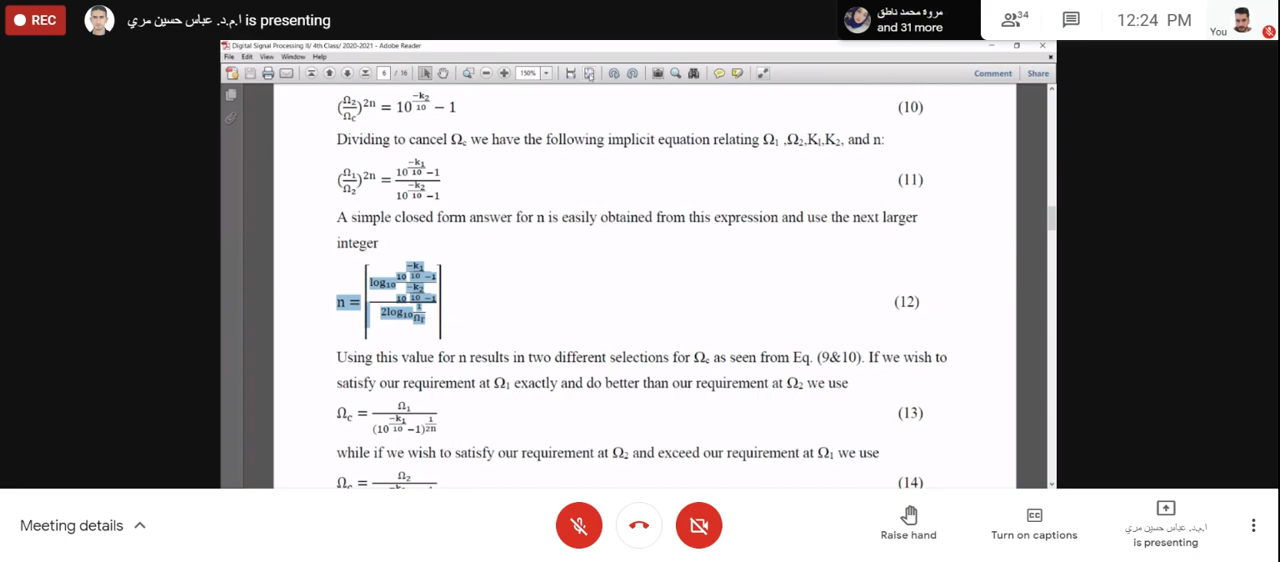 REC
ا.م.د. عباس حسين مري is presenting
مروة محمد ناطق
and 31 more
34
12:24 PM
You
Digital Signal Processing II/ 4th Class/ 2020-2021 - Adobe Reader
File Edit View Window Help
6 / 16 150% Comment Share
(Ω₂/Ω_c)^2n = 10^(-k₂/10) − 1 (10)
Dividing to cancel Ω_c we have the following implicit equation relating Ω₁ ,Ω₂,K₁,K₂, and n:
(Ω₁/Ω₂)^2n = (10^(-k₁/10) −1)/(10^(-k₂/10) −1) (11)
A simple closed form answer for n is easily obtained from this expression and use the next larger
integer
n = ⌈log₁₀ (10^(-k₁/10) −1)/(10^(-k₂/10) −1) / 2log₁₀ (1/Ω_r)⌉ (12)
Using this value for n results in two different selections for Ω_c as seen from Eq. (9&10). If we wish to
satisfy our requirement at Ω₁ exactly and do better than our requirement at Ω₂ we use
Ω_c = Ω₁/(10^(-k₁/10) −1)^(1/2n) (13)
while if we wish to satisfy our requirement at Ω₂ and exceed our requirement at Ω₁ we use
Ω_c = Ω₂ (14)
Meeting details
Raise hand
Turn on captions
ا.م.د. عباس حسين مري
is presenting